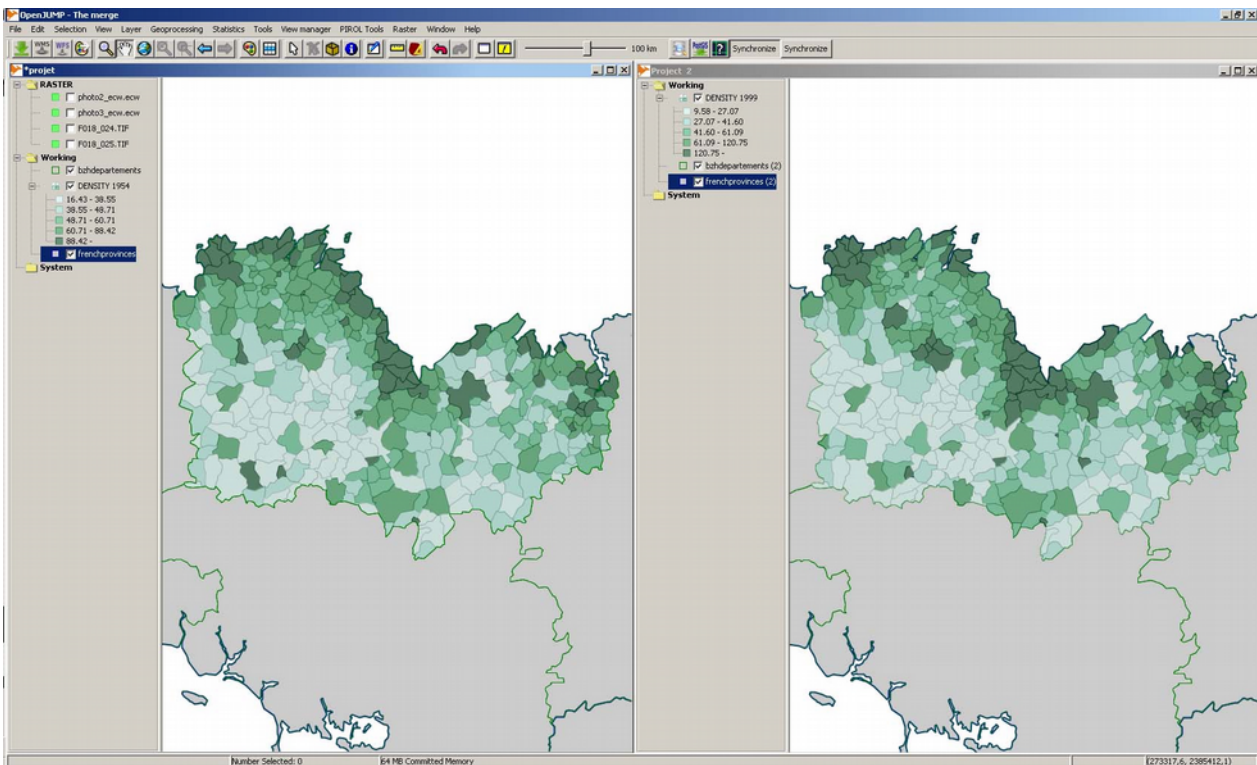 OpenJUMP - The merge
File Edit Selection View Layer Geoprocessing Statistics Tools View manager PIROL Tools Raster Window Help
WMS WFS 100 km Synchronize Synchronize
*projet
RASTER
photo2_ecw.ecw
photo3_ecw.ecw
F018_024.TIF
F018_025.TIF
Working
bzhdepartements
DENSITY 1954
16.43 - 38.55
38.55 - 48.71
48.71 - 60.71
60.71 - 88.42
88.42 -
frenchprovinces
System
Project 2
Working
DENSITY 1999
9.58 - 27.07
27.07 - 41.60
41.60 - 61.09
61.09 - 120.75
120.75 -
bzhdepartements (2)
frenchprovinces (2)
System
Number Selected: 0 64 MB Committed Memory (273317,6, 2385412,1)